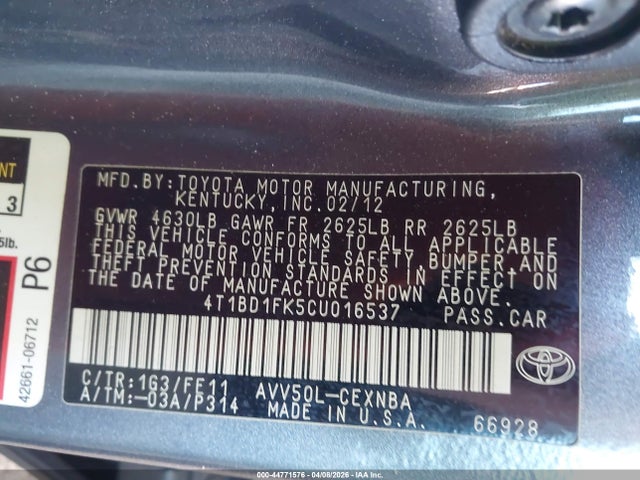 NT
3
5lb.
P6
42661-06712
MFD.BY:TOYOTA MOTOR MANUFACTURING,
KENTUCKY,INC.02/12
GVWR 4630LB GAWR FR 2625LB RR 2625LB
THIS VEHICLE CONFORMS TO ALL APPLICABLE
FEDERAL MOTOR VEHICLE SAFETY,BUMPER,AND
THEFT PREVENTION STANDARDS IN EFFECT ON
THE DATE OF MANUFACTURE SHOWN ABOVE.
4T1BD1FK5CU016537 PASS.CAR
C/TR:1G3/FE11 AVV50L-CEXNBA
A/TM:-03A/P314 MADE IN U.S.A.
66928
000-44771576 - 04/08/2026 - IAA Inc.